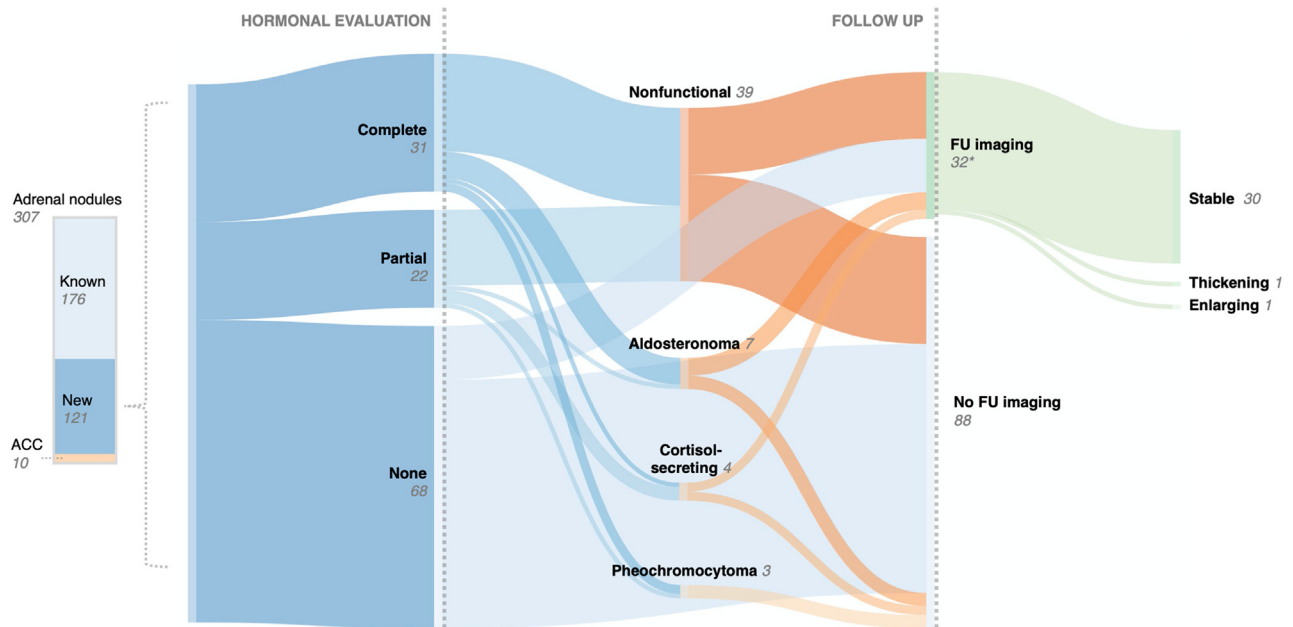 HORMONAL EVALUATION
FOLLOW UP
Adrenal nodules
307
Known
176
New
121
ACC
10
Complete
31
Partial
22
None
68
Nonfunctional 39
Aldosteronoma 7
Cortisol-
secreting 4
Pheochromocytoma 3
FU imaging
32*
No FU imaging
88
Stable 30
Thickening 1
Enlarging 1